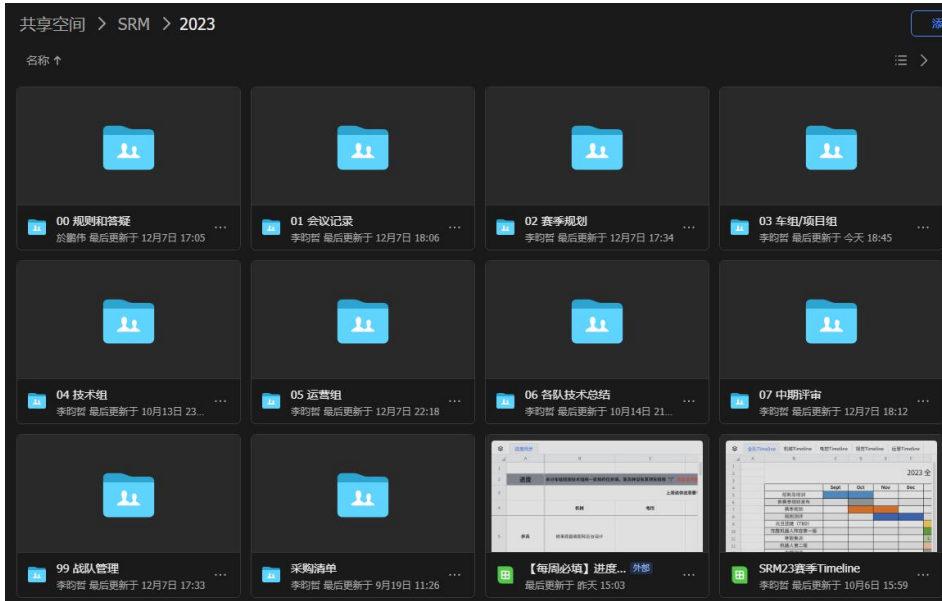 共享空间 > SRM > 2023
添
名称 ↑
00 规则和答疑
於鹏伟 最后更新于 12月7日 17:05
01 会议记录
李昀哲 最后更新于 12月7日 18:06
02 赛季规划
李昀哲 最后更新于 12月7日 17:34
03 车组/项目组
李昀哲 最后更新于 今天 18:45
04 技术组
李昀哲 最后更新于 10月13日 23...
05 运营组
李昀哲 最后更新于 12月7日 22:18
06 各队技术总结
李昀哲 最后更新于 10月14日 21...
07 中期评审
李昀哲 最后更新于 12月7日 18:12
进度
机械
电控
2023 全
Sept Oct Nov Dec
99 战队管理
李昀哲 最后更新于 12月7日 17:33
采购清单
李昀哲 最后更新于 9月19日 11:26
【每周必填】进度... 外部
最后更新于 昨天 15:03
SRM23赛季Timeline
李昀哲 最后更新于 10月6日 15:59